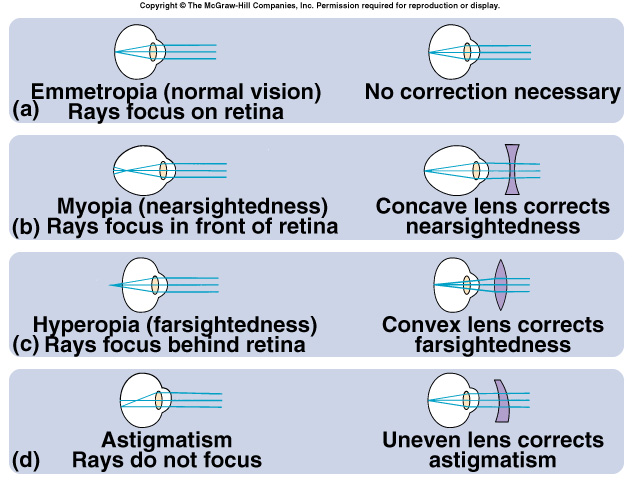 Copyright © The McGraw-Hill Companies, Inc. Permission required for reproduction or display.
Emmetropia (normal vision)
(a) Rays focus on retina
No correction necessary
Myopia (nearsightedness)
(b) Rays focus in front of retina
Concave lens corrects
nearsightedness
Hyperopia (farsightedness)
(c) Rays focus behind retina
Convex lens corrects
farsightedness
Astigmatism
(d) Rays do not focus
Uneven lens corrects
astigmatism